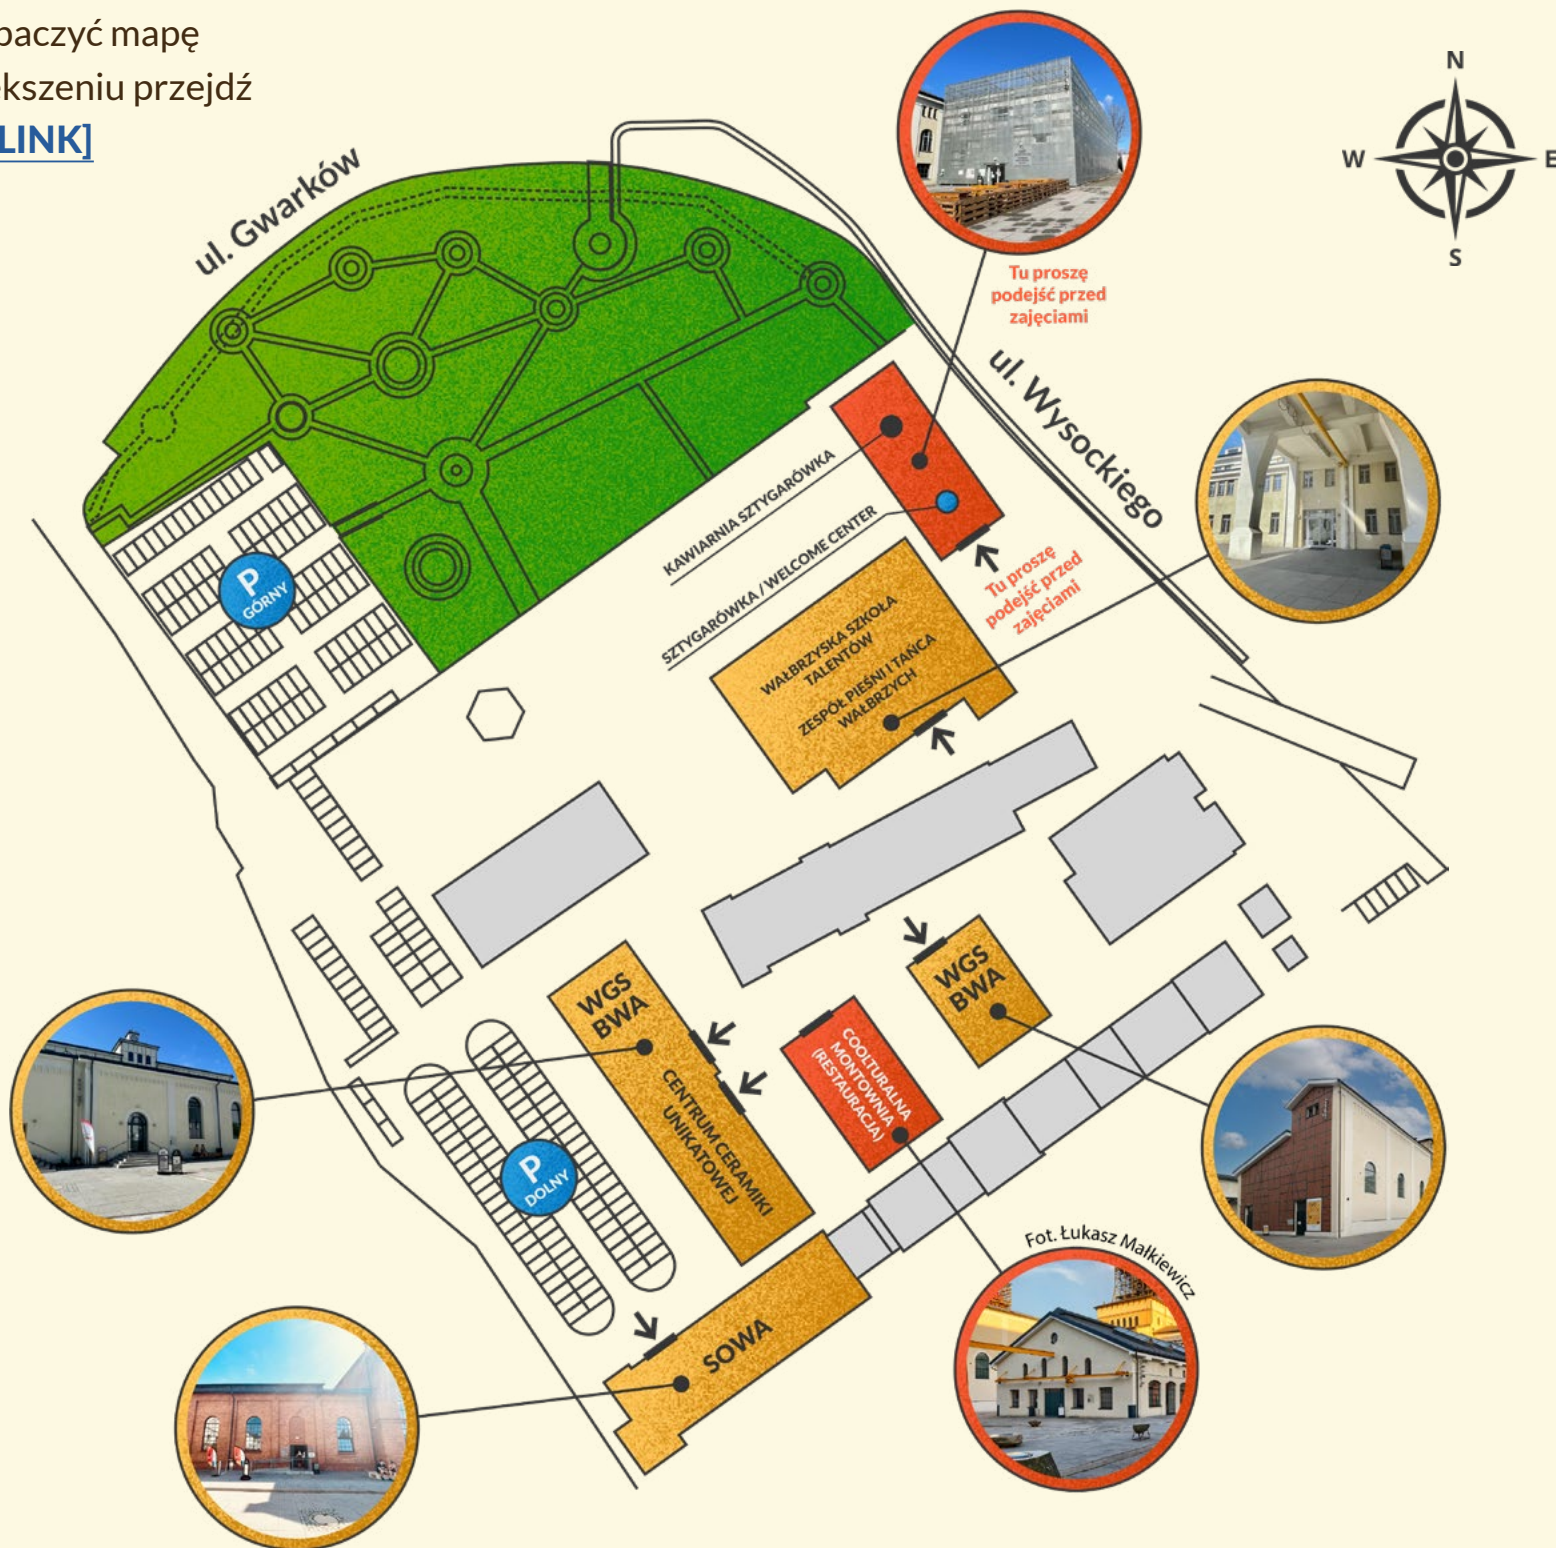 baczyć mapę
kszeniu przejdź
LINK]
N
W
E
S
ul. Gwarków
Tu proszę
podejść przed
zajęciami
ul. Wysockiego
KAWIARNIA SZTYGARÓWKA
SZTYGARÓWKA / WELCOME CENTER
Tu proszę
podejść przed
zajęciami
P
GÓRNY
WAŁBRZYSKA SZKOŁA
TALENTÓW
ZESPÓŁ PIEŚNI I TAŃCA
WAŁBRZYCH
WGS
BWA
WGS
BWA
CENTRUM CERAMIKI
UNIKATOWEJ
COOLTURALNA
MONTOWNIA
(RESTAURACJA)
P
DOLNY
SOWA
Fot. Łukasz Małkiewicz